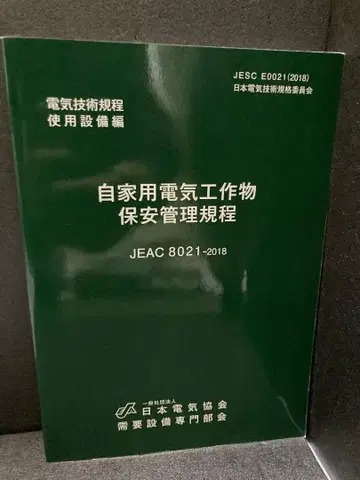 JESC E0021(2018)
日本電気技術規格委員会
電気技術規程
使用設備編
自家用電気工作物
保安管理規程
JEAC 8021-2018
一般社団法人
日本電気協会
需要設備専門部会